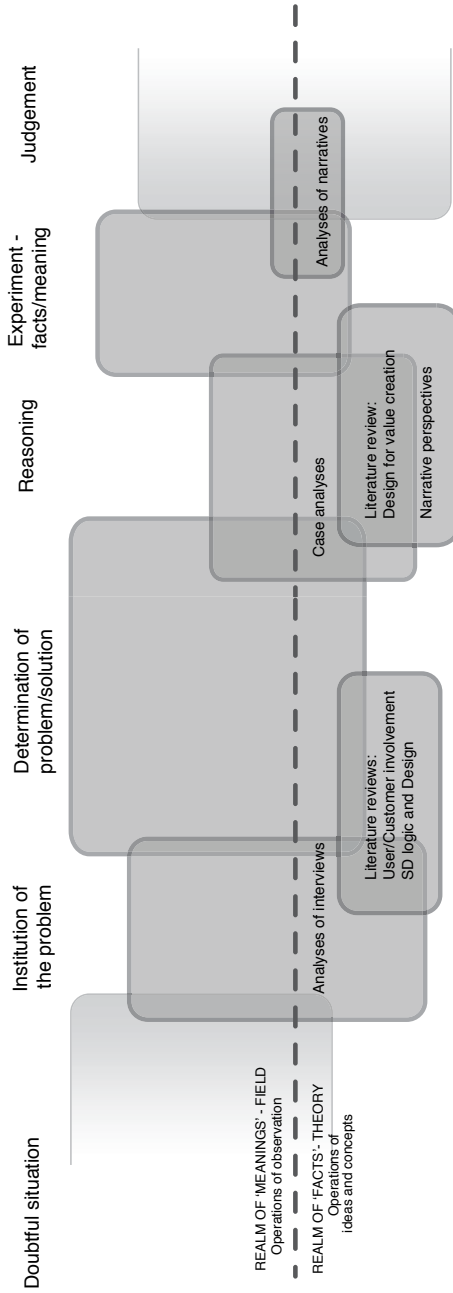 Doubtful situation
Institution of
the problem
Determination of
problem/solution
Reasoning
Experiment -
facts/meaning
Judgement
REALM OF 'MEANINGS' - FIELD
Operations of observation
REALM OF 'FACTS'- THEORY
Operations of
ideas and concepts
Analyses of interviews
Literature reviews:
User/Customer involvement
SD logic and Design
Case analyses
Literature review:
Design for value creation
Narrative perspectives
Analyses of narratives